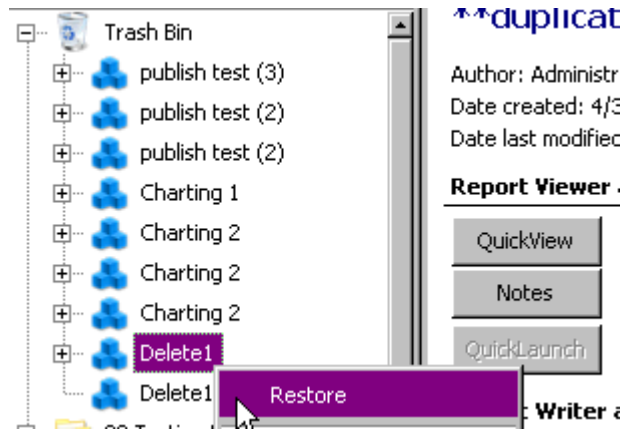 Trash Bin
publish test (3)
publish test (2)
publish test (2)
Charting 1
Charting 2
Charting 2
Charting 2
Delete1
Delete1
Restore
**duplicat
Author: Administr
Date created: 4/3
Date last modified
Report Viewer
QuickView
Notes
QuickLaunch
Writer a